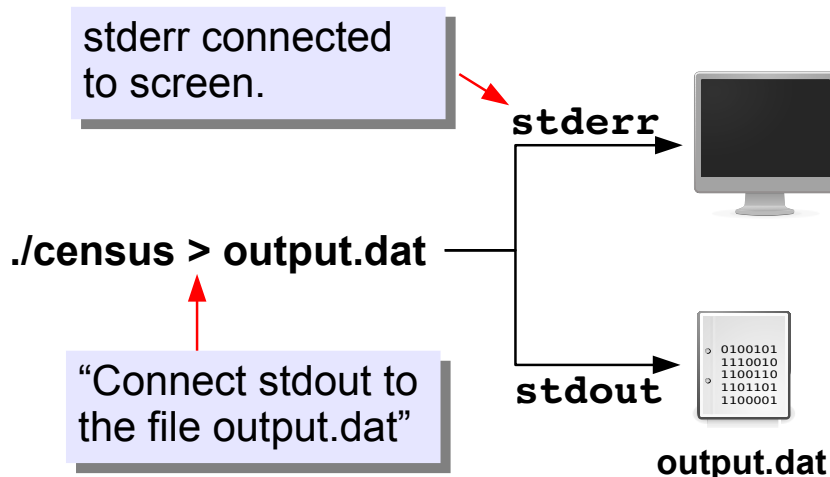 stderr connected
to screen.
stderr
./census > output.dat
“Connect stdout to
the file output.dat”
stdout
0100101
1110010
1100110
1101101
1100001
output.dat